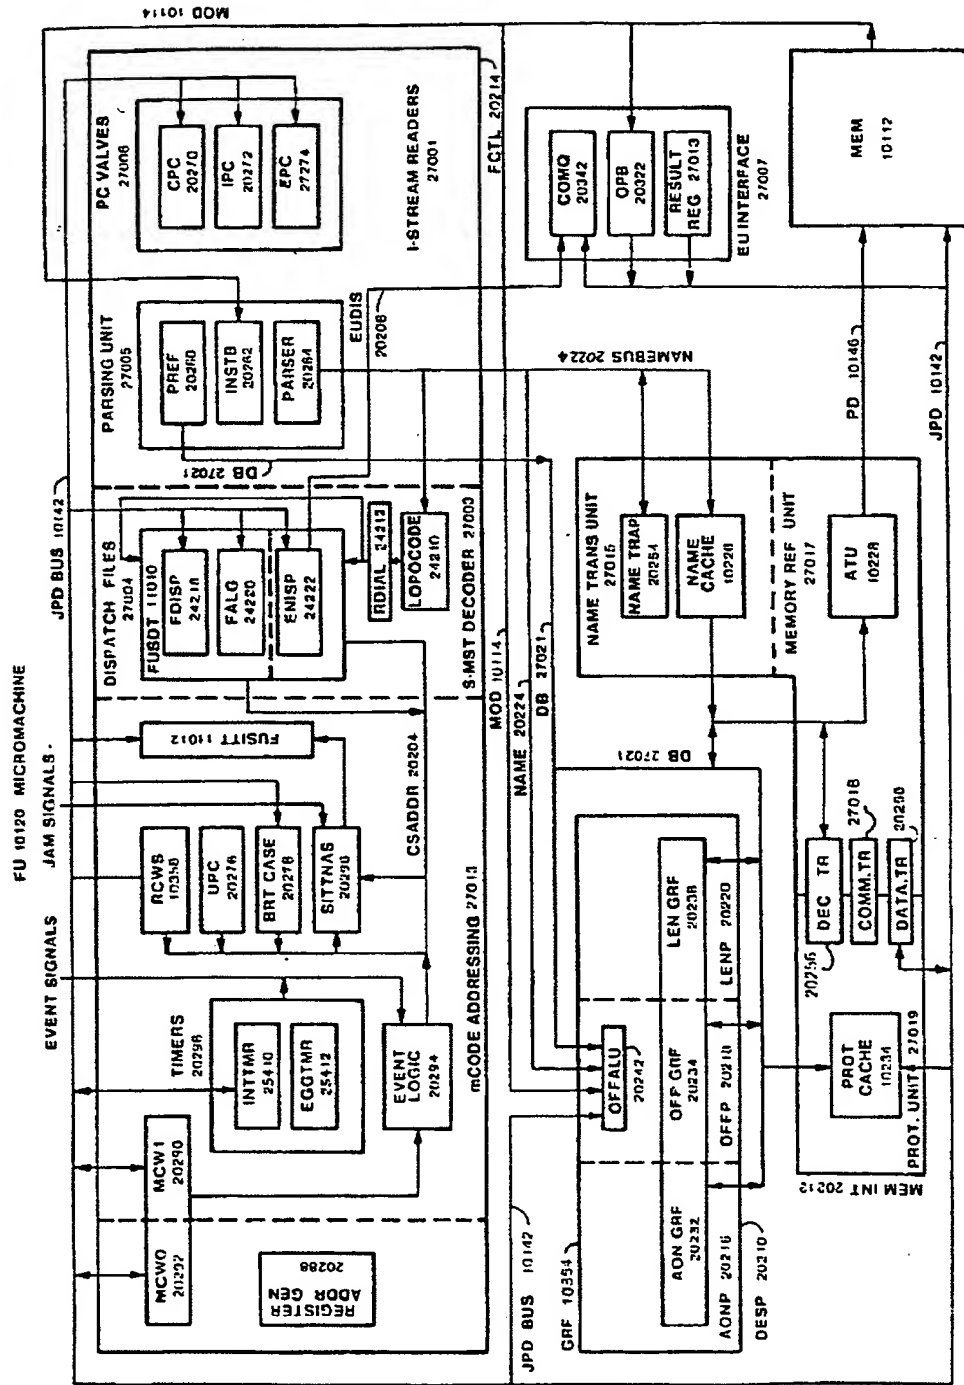 FU 10120 MICROMACHINE
MOD 10114
JPD BUS 10142
EVENT SIGNALS
JAM SIGNALS
PC VALVES
27006
CPC
20270
IPC
20272
EPC
27274
I-STREAM READERS
27001
PARSING UNIT
27005
PREF
20260
INSTB
20262
PARSER
20264
DB 27021
EUDIS
20206
DISPATCH FILES
27004
FUSDT 11010
FDISP
24218
FALG
24220
ENISP
24222
RDIAL 24212
LOPOCODE
24210
S-MST DECODER 27003
FUSITT 11012
RCWS
10358
UPC
20276
BRT CASE
20278
SITTNAS
20286
CSADDR 20204
TIMERS
20296
INTTMR
25410
EGGTMR
25412
EVENT
LOGIC
20294
mCODE ADDRESSING 27013
MCW1
20290
MCW0
20292
REGISTER
ADDR GEN
20288
FCTL 20214
COMQ
20342
OPB
20322
RESULT
REG 27013
EU INTERFACE
27007
MEM
10112
NAMEBUS 20224
PD 10146
JPD 10142
MOD 10114
NAME 20224
DB 27021
NAME TRANS UNIT
27015
NAME TRAP
20254
NAME
CACHE
10226
MEMORY REF UNIT
27017
ATU
10228
DB 27021
DEC TR
20256
COMM.TR
27018
DATA.TR
PROT
CACHE
10234
PROT. UNIT 27019
MEM INT 20212
JPD BUS 10142
GRF 10354
OFFALU
20242
LEN GRF
20236
OFF GRF
20234
AON GRF
20232
LENP 20220
OFFP 20218
AONP 20216
DESP 20210